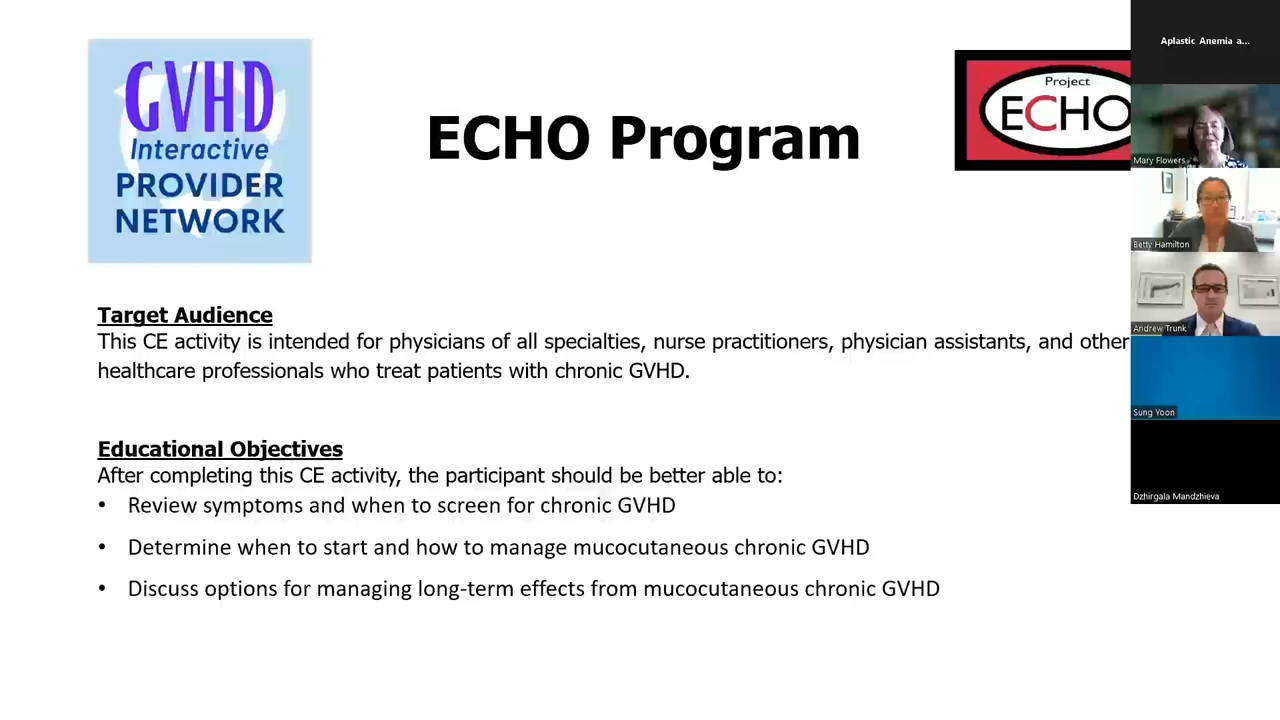 GVHD
Interactive
PROVIDER
NETWORK
ECHO Program
Project
ECHO
Target Audience
This CE activity is intended for physicians of all specialties, nurse practitioners, physician assistants, and other
healthcare professionals who treat patients with chronic GVHD.
Educational Objectives
After completing this CE activity, the participant should be better able to:
• Review symptoms and when to screen for chronic GVHD
• Determine when to start and how to manage mucocutaneous chronic GVHD
• Discuss options for managing long-term effects from mucocutaneous chronic GVHD
Aplastic Anemia a...
Mary Flowers
Betty Hamilton
Andrew Trunk
Sung Yoon
Dzhirgala Mandzhieva